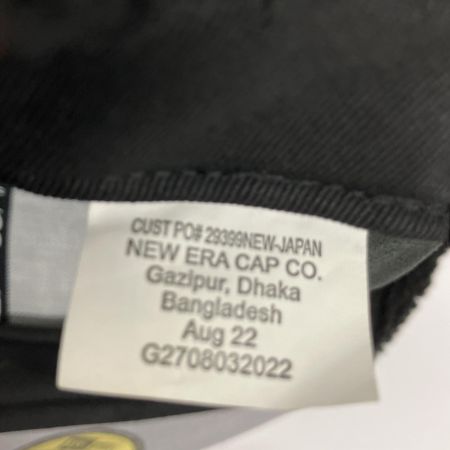 CUST PO# 29399NEW-JAPAN
NEW ERA CAP CO.
Gazipur, Dhaka
Bangladesh
Aug 22
G2708032022